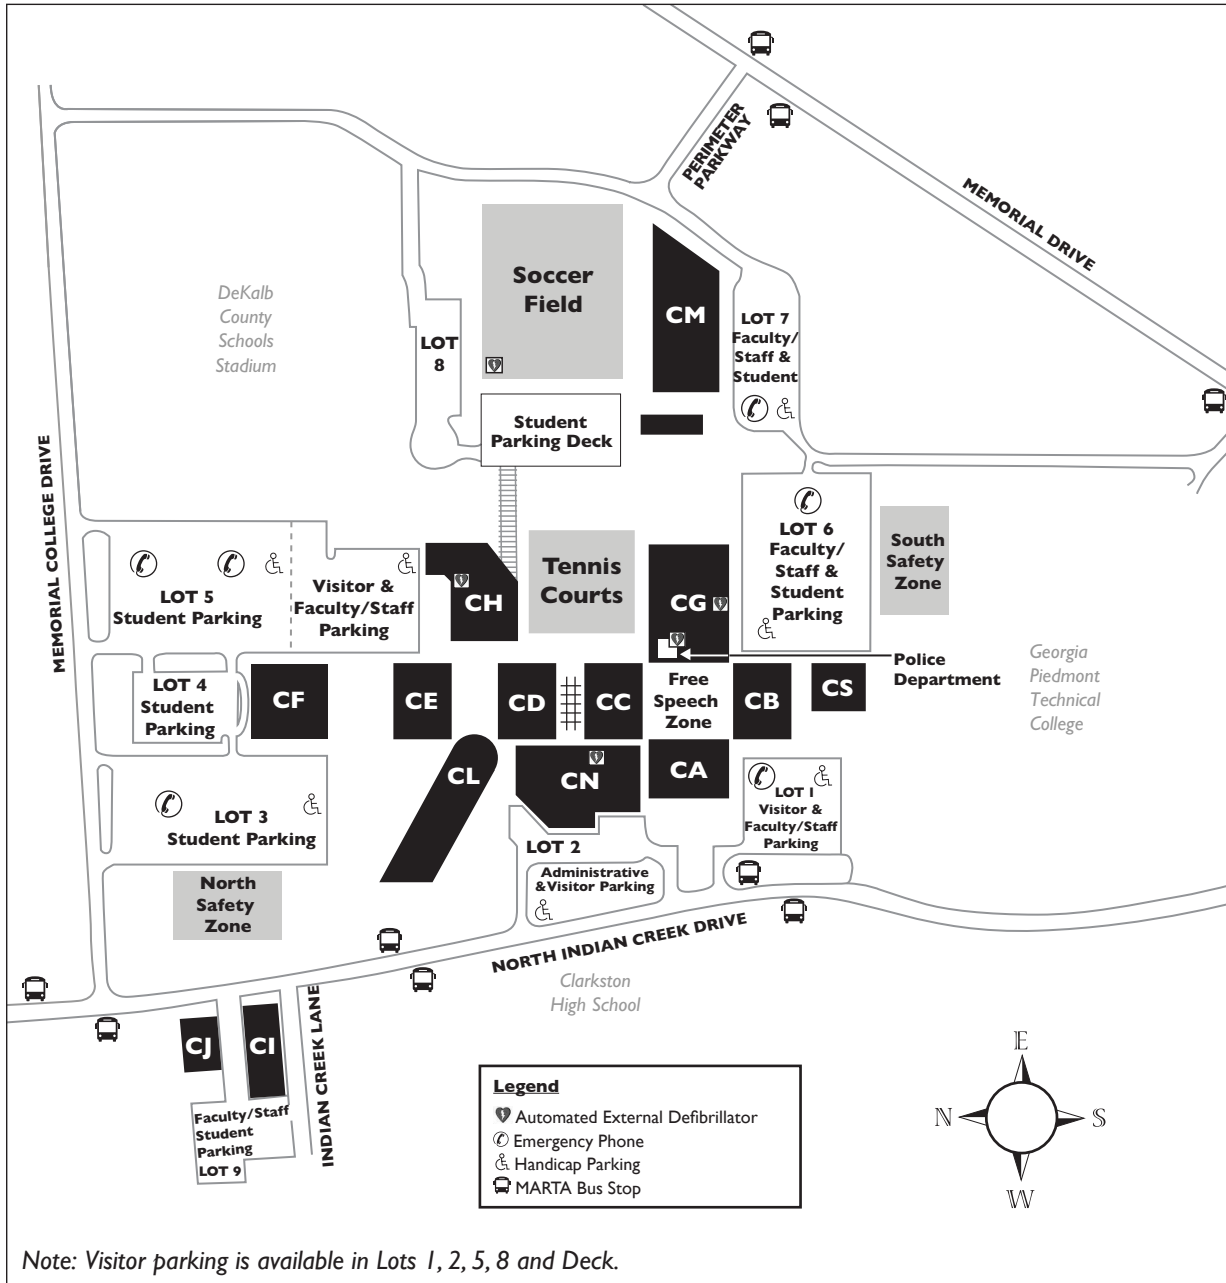 PERIMETER
PARKWAY
MEMORIAL DRIVE
Soccer
Field
CM
DeKalb
County
Schools
Stadium
LOT
8
LOT 7
Faculty/
Staff &
Student
Student
Parking Deck
MEMORIAL COLLEGE DRIVE
LOT 5
Student Parking
Visitor &
Faculty/Staff
Parking
CH
Tennis
Courts
CG
LOT 6
Faculty/
Staff &
Student
Parking
South
Safety
Zone
Police
Department
Georgia
Piedmont
Technical
College
LOT 4
Student
Parking
CF
CE
CD
CC
Free
Speech
Zone
CB
CS
CL
CN
CA
LOT 3
Student Parking
LOT 1
Visitor &
Faculty/Staff
Parking
LOT 2
Administrative
&Visitor Parking
North
Safety
Zone
NORTH INDIAN CREEK DRIVE
Clarkston
High School
CJ
CI
INDIAN CREEK LANE
Faculty/Staff
Student
Parking
LOT 9
Legend
Automated External Defibrillator
Emergency Phone
Handicap Parking
MARTA Bus Stop
E
N
S
W
Note: Visitor parking is available in Lots 1, 2, 5, 8 and Deck.